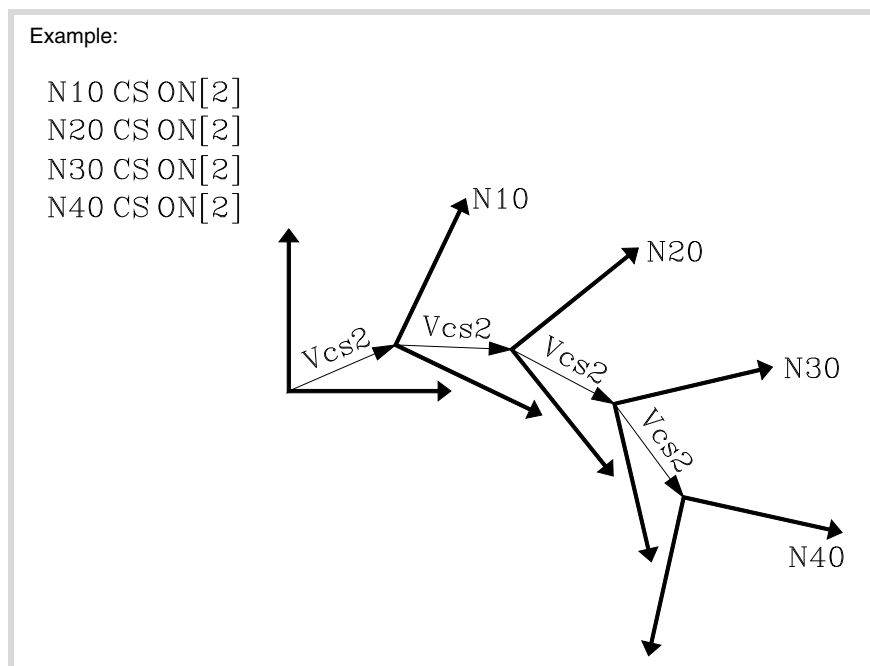 Example:
N10 CS ON[2]
N20 CS ON[2]
N30 CS ON[2]
N40 CS ON[2]
N10
N20
Vcs2
Vcs2
Vcs2
N30
Vcs2
N40